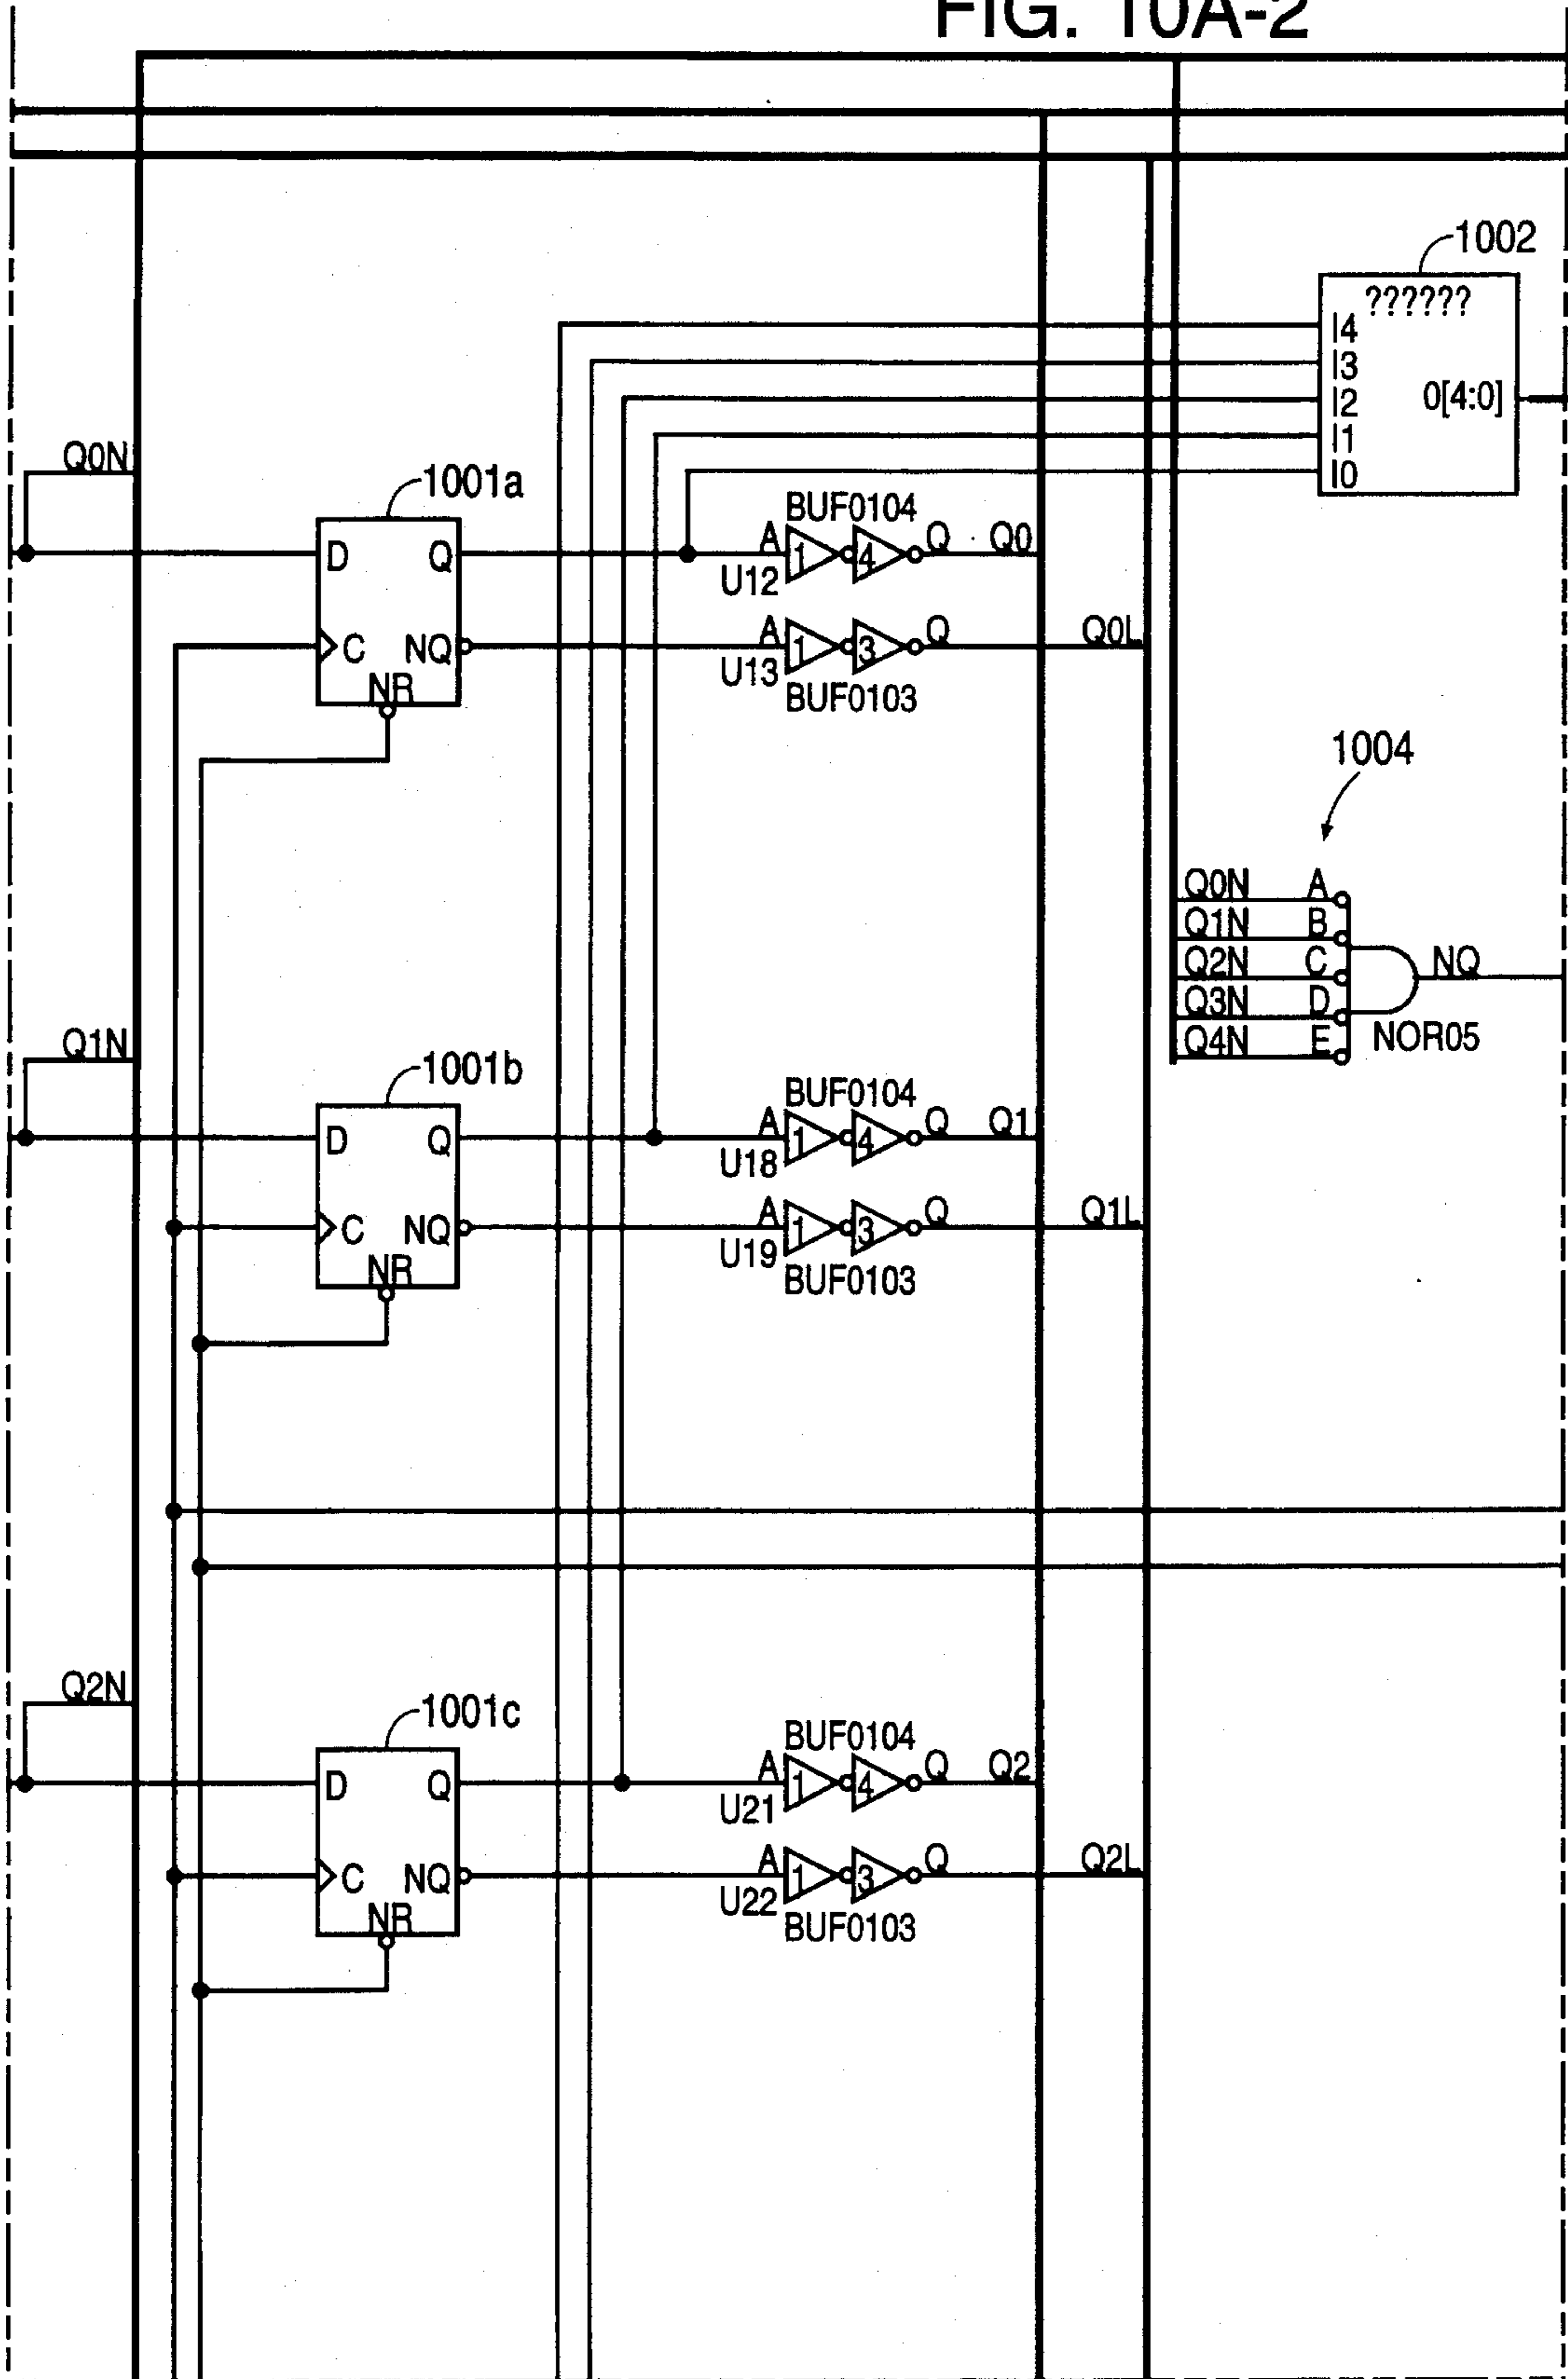 FIG. 10A-2
1002
??????
I4
I3
I2
0[4:0]
I1
I0
Q0N
1001a
BUF0104
D
Q
A
1
4
Q
Q0
U12
C
NQ
A
1
3
Q
Q0L
U13
NR
BUF0103
1004
Q0N
A
Q1N
B
Q2N
C
NQ
Q3N
D
Q4N
E
NOR05
Q1N
1001b
BUF0104
D
Q
A
1
4
Q
Q1
U18
C
NQ
A
1
3
Q
Q1L
U19
NR
BUF0103
Q2N
1001c
BUF0104
D
Q
A
1
4
Q
Q2
U21
C
NQ
A
1
3
Q
Q2L
U22
NR
BUF0103